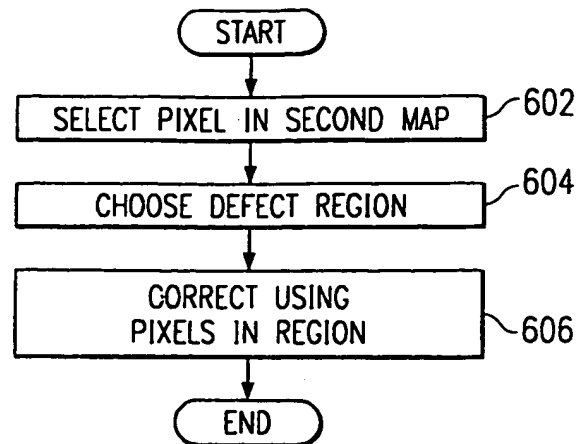 START
SELECT PIXEL IN SECOND MAP
602
CHOOSE DEFECT REGION
604
CORRECT USING
PIXELS IN REGION
606
END